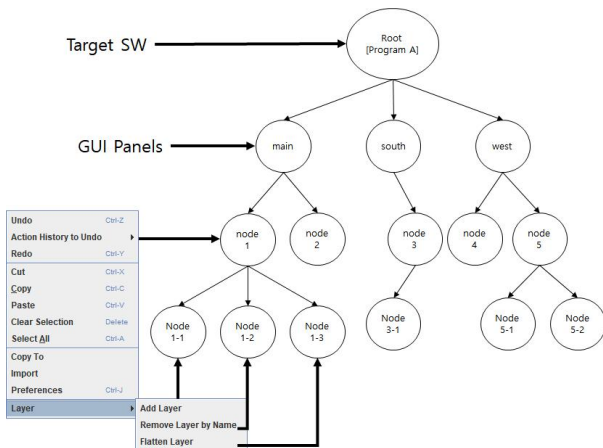 Target SW
Root
[Program A]
GUI Panels
main
south
west
node
1
node
2
node
3
node
4
node
5
Node
1-1
Node
1-2
Node
1-3
Node
3-1
Node
5-1
Node
5-2
Undo Ctrl-Z
Action History to Undo
Redo Ctrl-Y
Cut Ctrl-X
Copy Ctrl-C
Paste Ctrl-V
Clear Selection Delete
Select All Ctrl-A
Copy To
Import
Preferences Ctrl-J
Layer
Add Layer
Remove Layer by Name
Flatten Layer